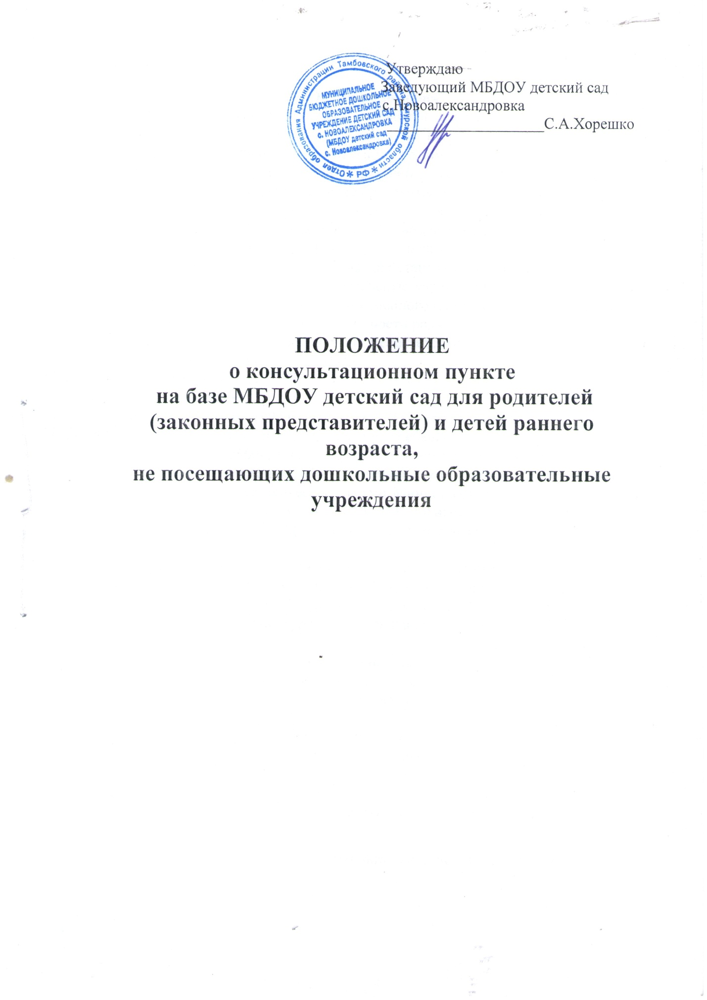 Утверждаю
Заведующий МБДОУ детский сад
с.Новоалександровка
С.А.Хорешко
Отдел образования Администрации Тамбовского района Амурской области * РФ *
МУНИЦИПАЛЬНОЕ
БЮДЖЕТНОЕ ДОШКОЛЬНОЕ
ОБРАЗОВАТЕЛЬНОЕ
УЧРЕЖДЕНИЕ ДЕТСКИЙ САД
с. НОВОАЛЕКСАНДРОВКА
(МБДОУ детский сад
с. Новоалександровка)
ПОЛОЖЕНИЕ
о консультационном пункте
на базе МБДОУ детский сад для родителей
(законных представителей) и детей раннего
возраста,
не посещающих дошкольные образовательные
учреждения